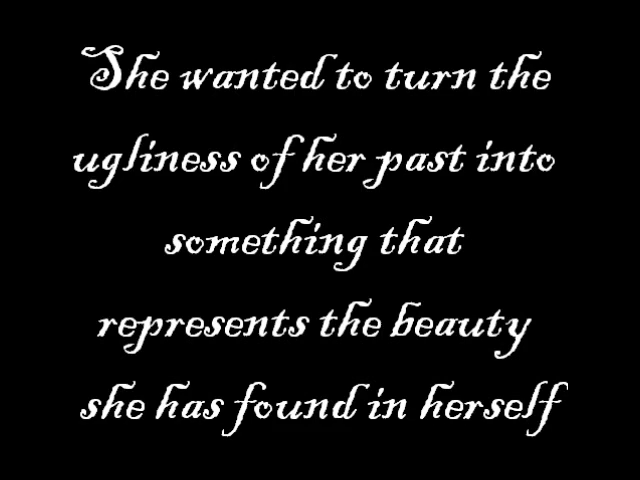 She wanted to turn the
ugliness of her past into
something that
represents the beauty
she has found in herself